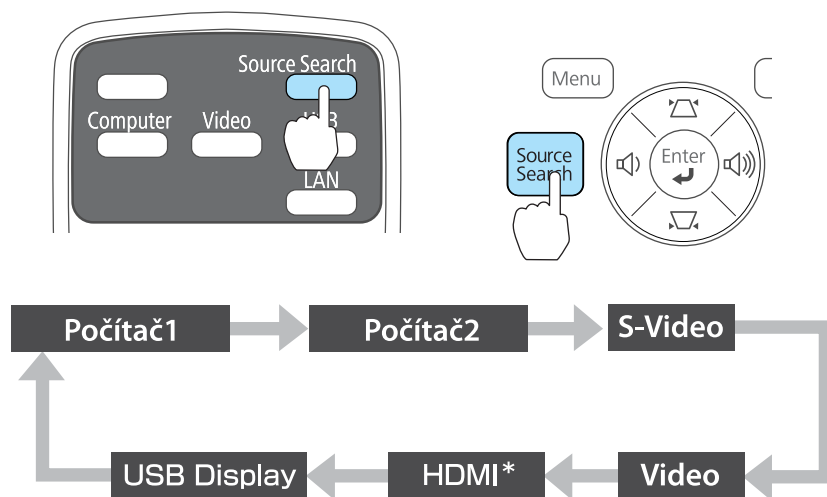 Source Search
Computer
Video
LAN
Menu
Source
Search
Enter
Počítač1
Počítač2
S-Video
USB Display
HDMI*
Video